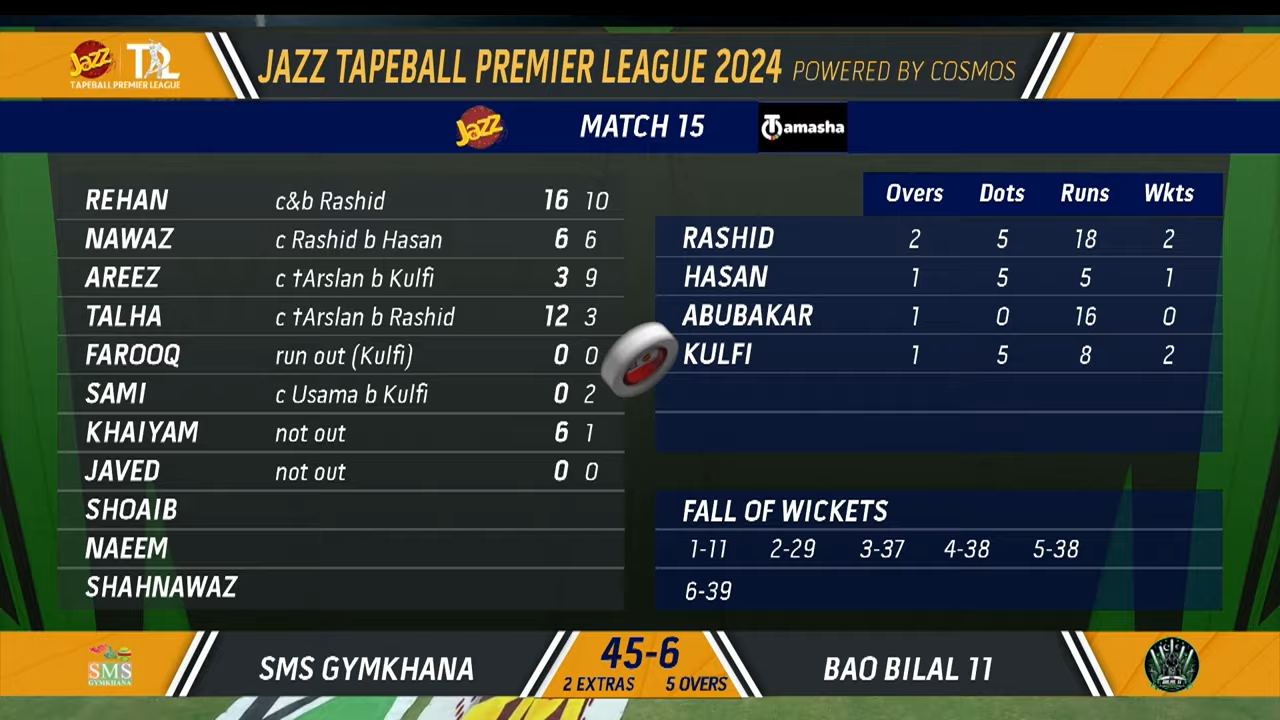 Jazz TPL JAZZ TAPEBALL PREMIER LEAGUE 2024 POWERED BY COSMOS
TAPEBALL PREMIER LEAGUE
Jazz MATCH 15 Tamasha
REHAN c&b Rashid 16 10
NAWAZ c Rashid b Hasan 6 6
AREEZ c †Arslan b Kulfi 3 9
TALHA c †Arslan b Rashid 12 3
FAROOQ run out (Kulfi) 0 0
SAMI c Usama b Kulfi 0 2
KHAIYAM not out 6 1
JAVED not out 0 0
SHOAIB
NAEEM
SHAHNAWAZ
Overs Dots Runs Wkts
RASHID 2 5 18 2
HASAN 1 5 5 1
ABUBAKAR 1 0 16 0
KULFI 1 5 8 2
FALL OF WICKETS
1-11 2-29 3-37 4-38 5-38
6-39
SMS GYMKHANA
SMS GYMKHANA
45-6
2 EXTRAS 5 OVERS
BAO BILAL 11